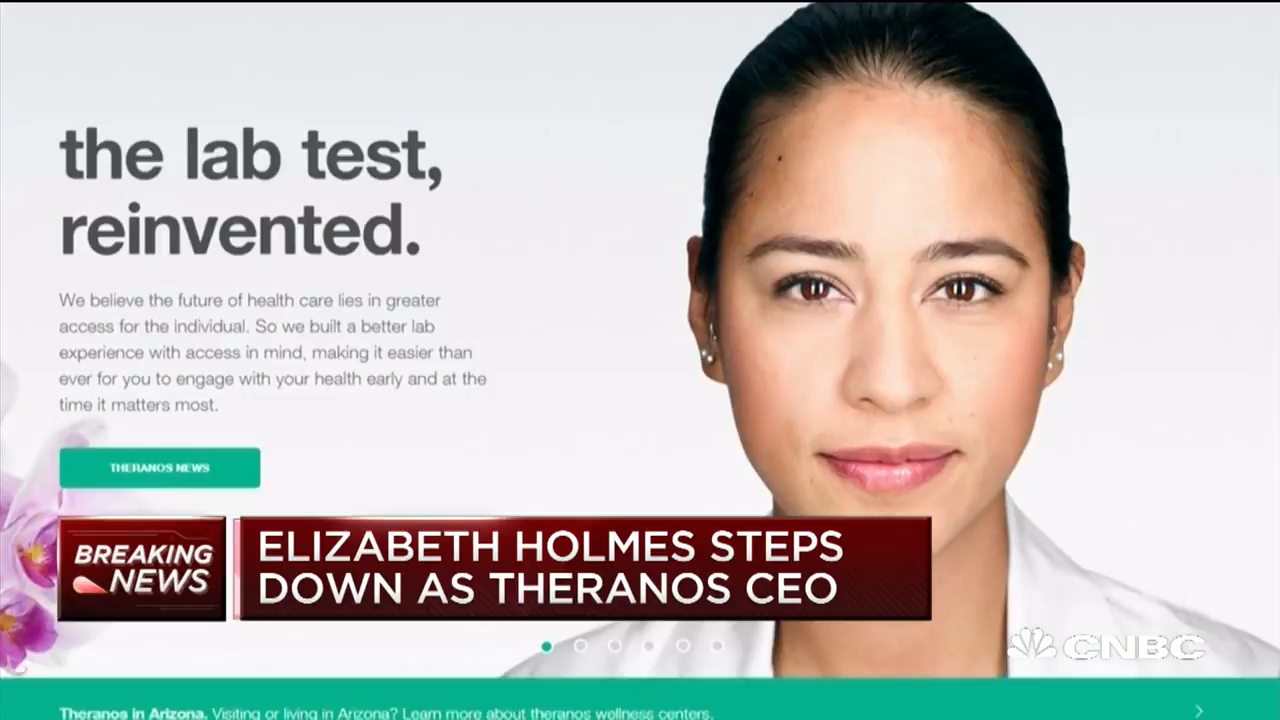 the lab test,
reinvented.
We believe the future of health care lies in greater
access for the individual. So we built a better lab
experience with access in mind, making it easier than
ever for you to engage with your health early and at the
time it matters most.
THERANOS NEWS
BREAKING
NEWS
ELIZABETH HOLMES STEPS
DOWN AS THERANOS CEO
CNBC
Theranos in Arizona. Visiting or living in Arizona? Learn more about theranos wellness centers.